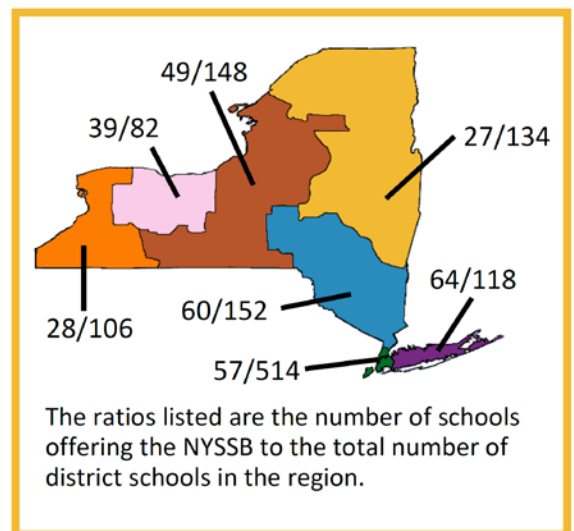 49/148
39/82
27/134
64/118
60/152
28/106
57/514
The ratios listed are the number of schools
offering the NYSSB to the total number of
district schools in the region.